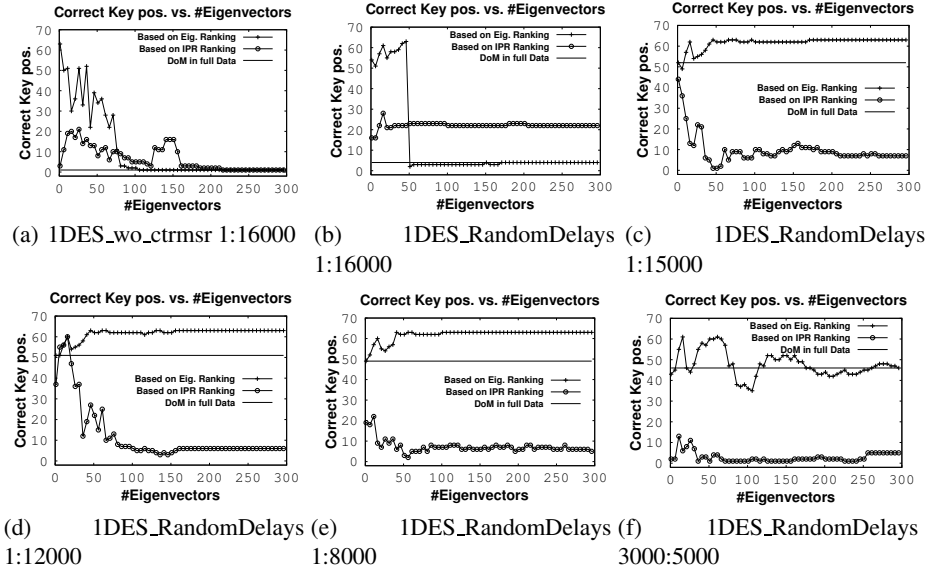 Correct Key pos. vs. #Eigenvectors
Correct Key pos.
70
60
50
40
30
20
10
0
Based on Eig. Ranking
Based on IPR Ranking
DoM in full Data
0 50 100 150 200 250 300
#Eigenvectors
(a) 1DES_wo_ctrmsr 1:16000
Correct Key pos. vs. #Eigenvectors
Correct Key pos.
70
60
50
40
30
20
10
0
Based on Eig. Ranking
Based on IPR Ranking
DoM in full Data
0 50 100 150 200 250 300
#Eigenvectors
(b) 1DES_RandomDelays
1:16000
Correct Key pos. vs. #Eigenvectors
Correct Key pos.
70
60
50
40
30
20
10
0
Based on Eig. Ranking
Based on IPR Ranking
DoM in full Data
0 50 100 150 200 250 300
#Eigenvectors
(c) 1DES_RandomDelays
1:15000
Correct Key pos. vs. #Eigenvectors
Correct Key pos.
70
60
50
40
30
20
10
0
Based on Eig. Ranking
Based on IPR Ranking
DoM in full Data
0 50 100 150 200 250 300
#Eigenvectors
(d) 1DES_RandomDelays
1:12000
Correct Key pos. vs. #Eigenvectors
Correct Key pos.
70
60
50
40
30
20
10
0
Based on Eig. Ranking
Based on IPR Ranking
DoM in full Data
0 50 100 150 200 250 300
#Eigenvectors
(e) 1DES_RandomDelays
1:8000
Correct Key pos. vs. #Eigenvectors
Correct Key pos.
70
60
50
40
30
20
10
0
Based on Eig. Ranking
Based on IPR Ranking
DoM in full Data
0 50 100 150 200 250 300
#Eigenvectors
(f) 1DES_RandomDelays
3000:5000